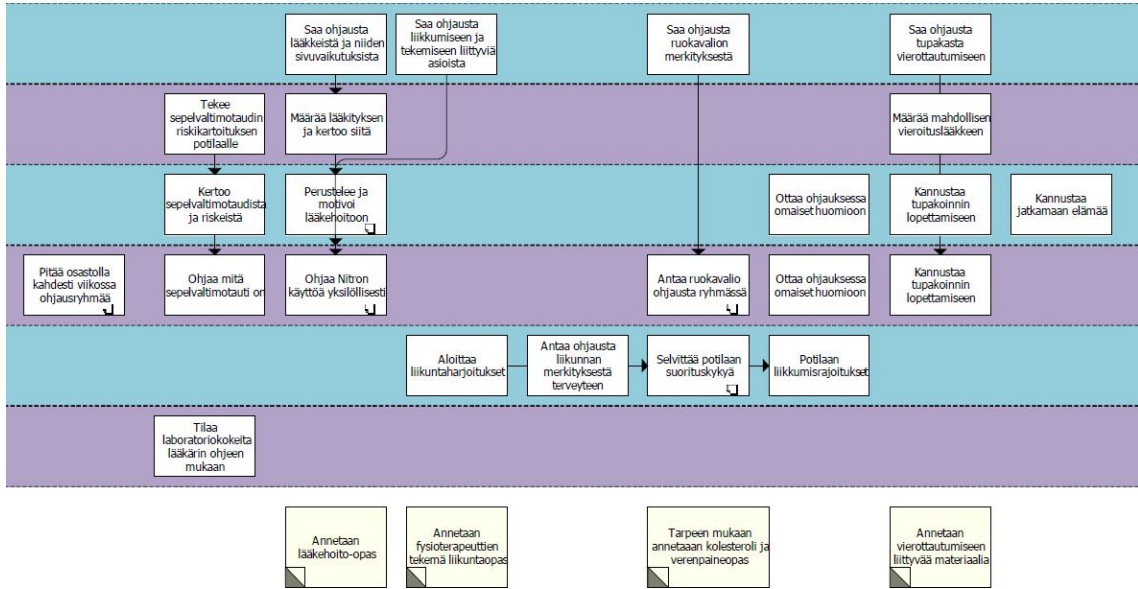 Saa ohjausta
lääkkeistä ja niiden
sivuvaikutuksista
Saa ohjausta
liikkumiseen ja
tekemiseen liittyviä
asioista
Saa ohjausta
ruokavalion
merkityksestä
Saa ohjausta
tupakasta
vierottautumiseen
Tekee
sepelvaltimotaudin
riskikartoituksen
potilaalle
Määrää lääkityksen
ja kertoo siitä
Määrää mahdollisen
vieroituslääkkeen
Kertoo
sepelvaltimotaudista
ja riskeistä
Perustelee ja
motivoi
lääkehoitoon
Ottaa ohjauksessa
omaiset huomioon
Kannustaa
tupakoinnin
lopettamiseen
Kannustaa
jatkamaan elämää
Pitää osastolla
kahdesti viikossa
ohjausryhmää
Ohjaa mitä
sepelvaltimotauti on
Ohjaa Nitron
käyttöä yksilöllisesti
Antaa ruokavalio
ohjausta ryhmässä
Ottaa ohjauksessa
omaiset huomioon
Kannustaa
tupakoinnin
lopettamiseen
Aloittaa
liikuntaharjoitukset
Antaa ohjausta
liikunnan
merkityksestä
terveyteen
Selvittää potilaan
suorituskykyä
Potilaan
liikkumisrajoitukset
Tilaa
laboratoriokokeita
lääkärin ohjeen
mukaan
Annetaan
lääkehoito-opas
Annetaan
fysioterapeuttien
tekemä liikuntaopas
Tarpeen mukaan
annetaaan kolesteroli ja
verenpaineopas
Annetaan
vierottautumiseen
liittyvää materiaalia